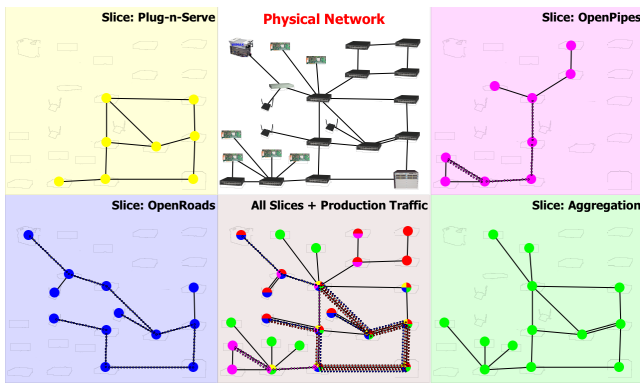 Slice: Plug-n-Serve
Physical Network
Slice: OpenPipes
Slice: OpenRoads
All Slices + Production Traffic
Slice: Aggregation